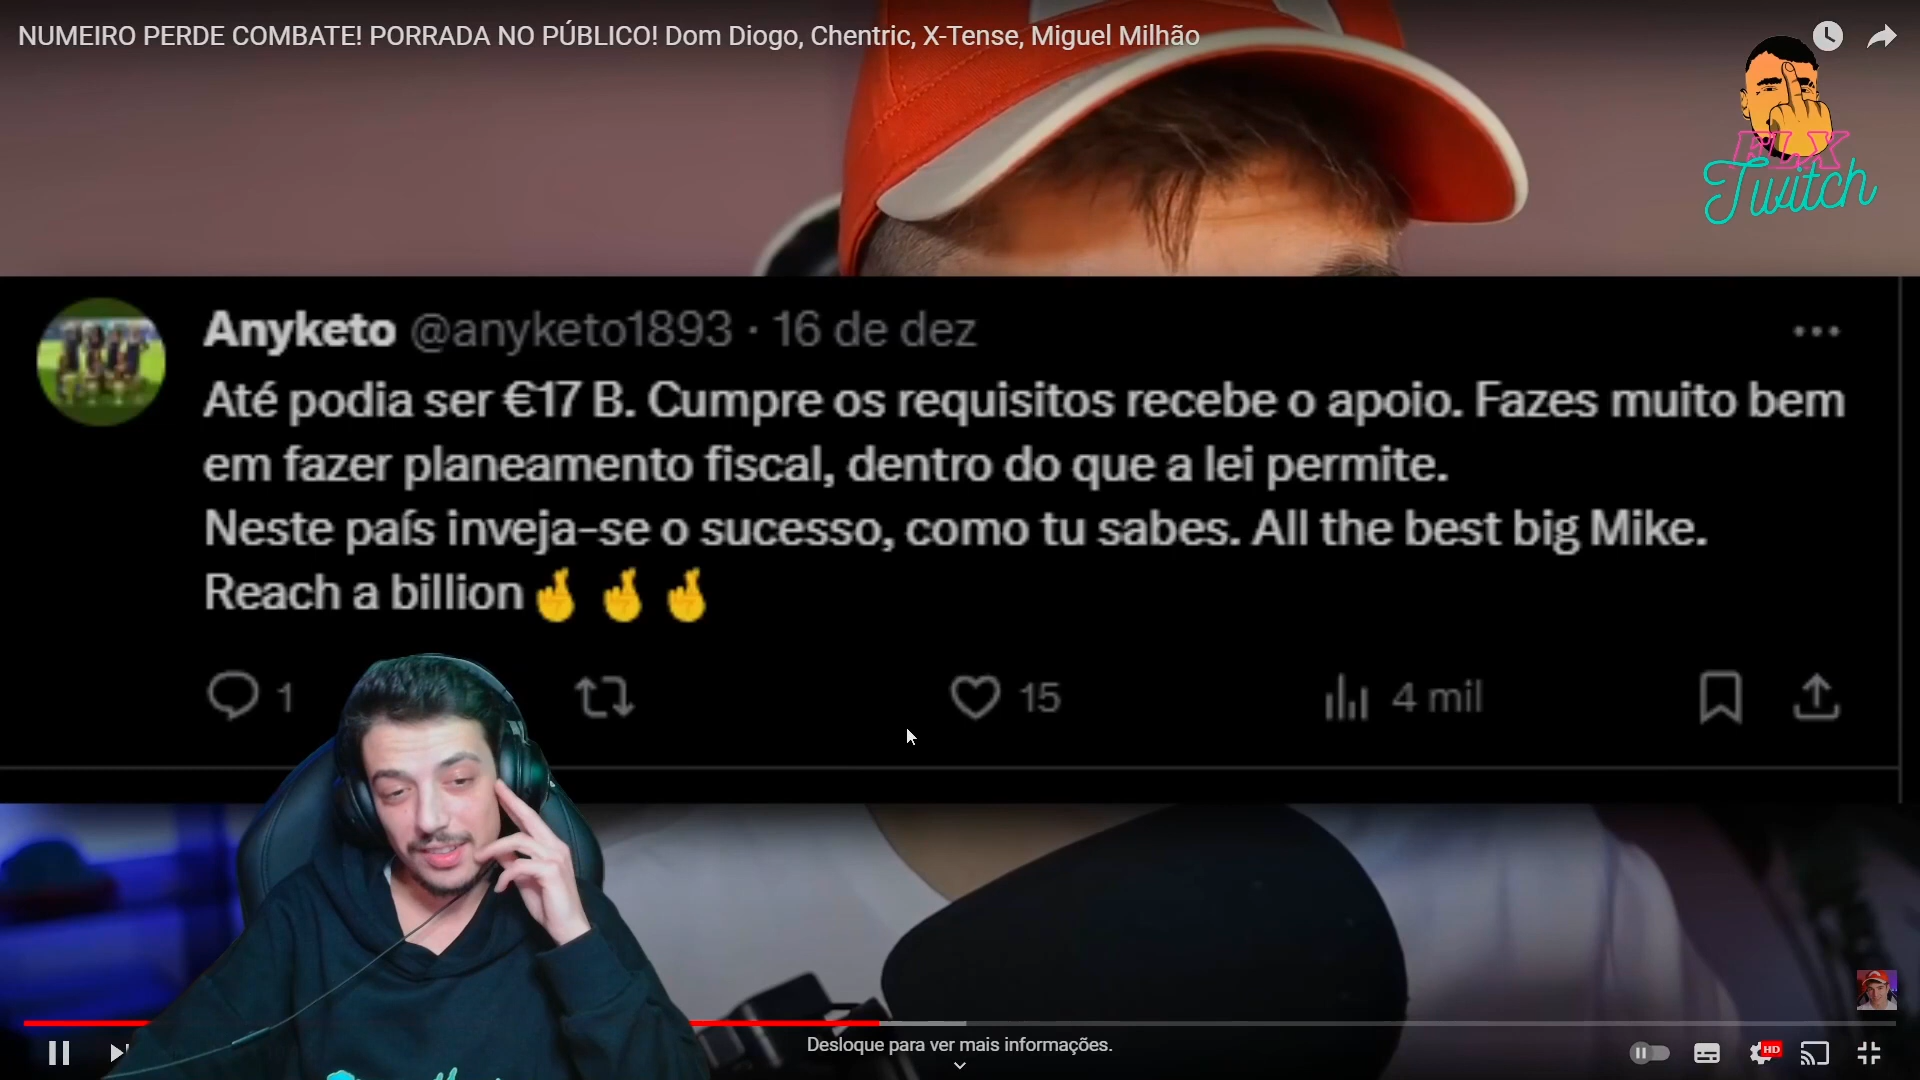 NUMEIRO PERDE COMBATE! PORRADA NO PÚBLICO! Dom Diogo, Chentric, X-Tense, Miguel Milhão
FLX
Twitch
Anyketo @anyketo1893 · 16 de dez
Até podia ser €17 B. Cumpre os requisitos recebe o apoio. Fazes muito bem
em fazer planeamento fiscal, dentro do que a lei permite.
Neste país inveja-se o sucesso, como tu sabes. All the best big Mike.
Reach a billion🤞🤞🤞
1
15
4 mil
Desloque para ver mais informações.
HD